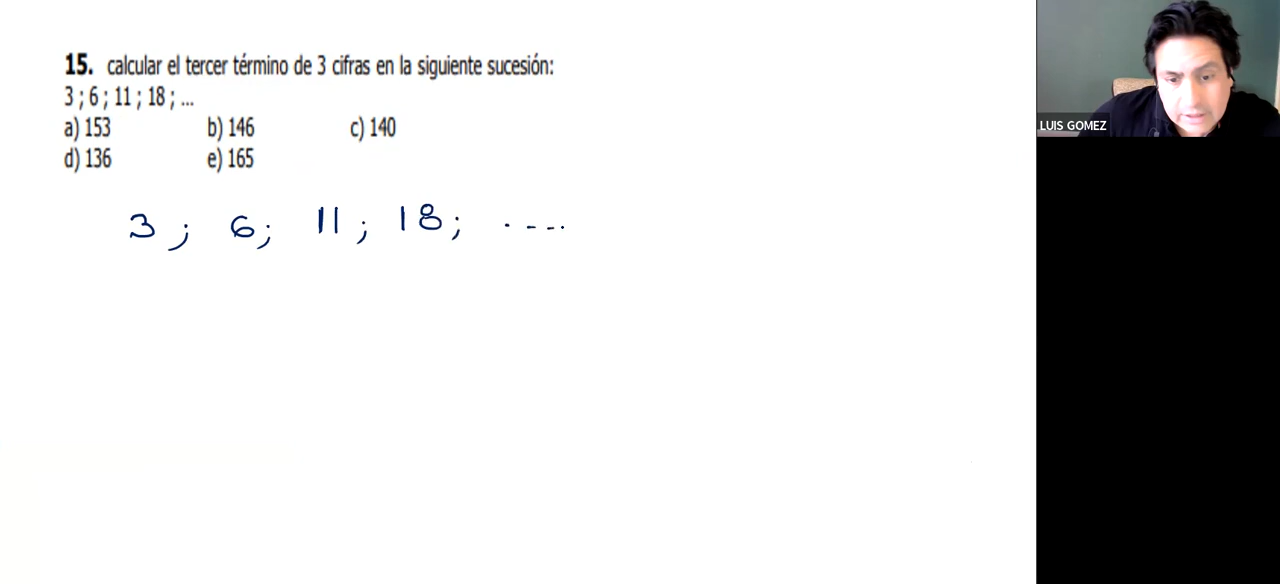 15. calcular el tercer término de 3 cifras en la siguiente sucesión:
3 ; 6 ; 11 ; 18 ; ...
a) 153 b) 146 c) 140
d) 136 e) 165
3 ; 6; 11 ; 18; ....
LUIS GOMEZ